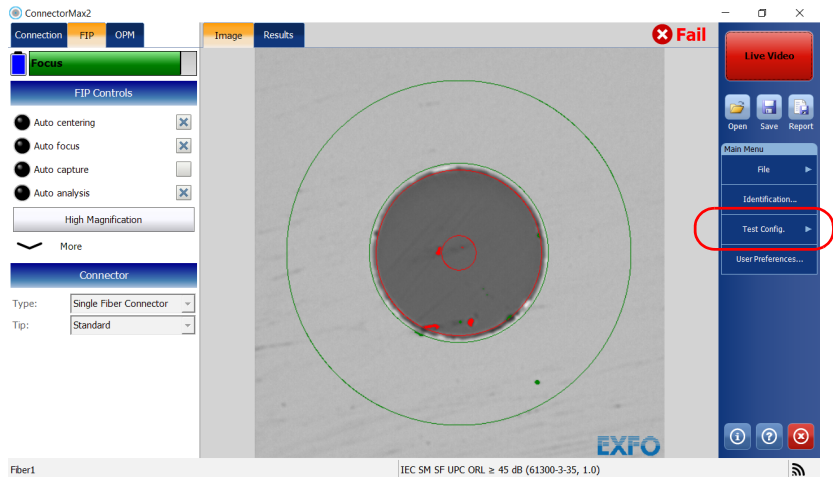 ConnectorMax2
Connection FIP OPM
Focus
FIP Controls
Auto centering
Auto focus
Auto capture
Auto analysis
High Magnification
More
Connector
Type: Single Fiber Connector
Tip: Standard
Image Results
Fail
EXFO
Live Video
Open Save Report
Main Menu
File
Identification...
Test Config.
User Preferences...
Fiber1
IEC SM SF UPC ORL ≥ 45 dB (61300-3-35, 1.0)